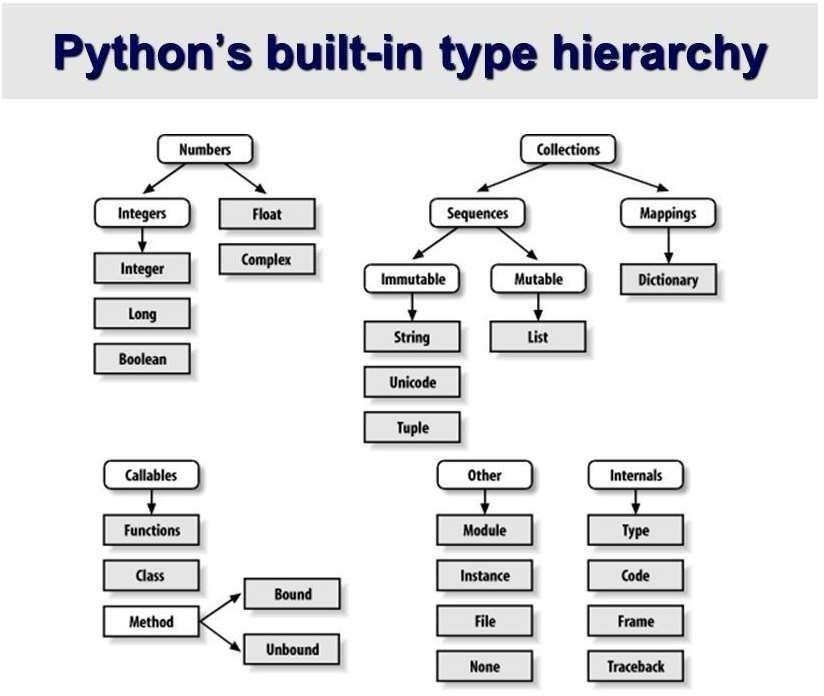 Python's built-in type hierarchy
Numbers
Integers
Float
Integer
Complex
Long
Boolean
Collections
Sequences
Mappings
Immutable
Mutable
Dictionary
String
List
Unicode
Tuple
Callables
Functions
Class
Method
Bound
Unbound
Other
Module
Instance
File
None
Internals
Type
Code
Frame
Traceback